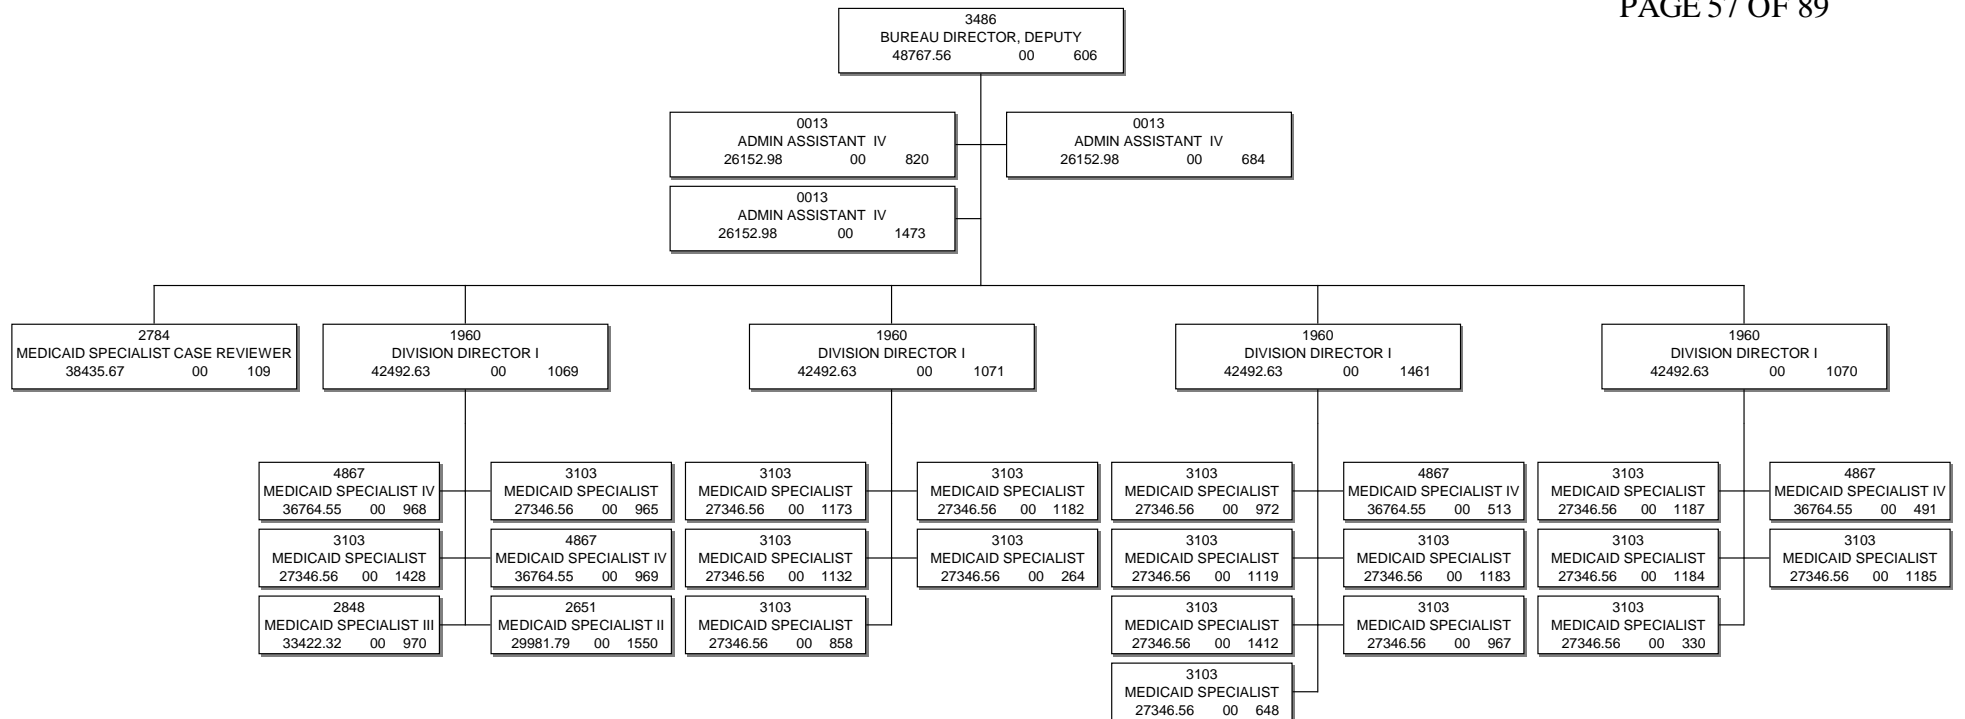 PAGE 57 OF 89
3486
BUREAU DIRECTOR, DEPUTY
48767.56 00 606
0013
ADMIN ASSISTANT IV
26152.98 00 820
0013
ADMIN ASSISTANT IV
26152.98 00 684
0013
ADMIN ASSISTANT IV
26152.98 00 1473
2784
MEDICAID SPECIALIST CASE REVIEWER
38435.67 00 109
1960
DIVISION DIRECTOR I
42492.63 00 1069
1960
DIVISION DIRECTOR I
42492.63 00 1071
1960
DIVISION DIRECTOR I
42492.63 00 1461
1960
DIVISION DIRECTOR I
42492.63 00 1070
4867
MEDICAID SPECIALIST IV
36764.55 00 968
3103
MEDICAID SPECIALIST
27346.56 00 965
3103
MEDICAID SPECIALIST
27346.56 00 1428
4867
MEDICAID SPECIALIST IV
36764.55 00 969
2848
MEDICAID SPECIALIST III
33422.32 00 970
2651
MEDICAID SPECIALIST II
29981.79 00 1550
3103
MEDICAID SPECIALIST
27346.56 00 1173
3103
MEDICAID SPECIALIST
27346.56 00 1182
3103
MEDICAID SPECIALIST
27346.56 00 1132
3103
MEDICAID SPECIALIST
27346.56 00 264
3103
MEDICAID SPECIALIST
27346.56 00 858
3103
MEDICAID SPECIALIST
27346.56 00 972
4867
MEDICAID SPECIALIST IV
36764.55 00 513
3103
MEDICAID SPECIALIST
27346.56 00 1119
3103
MEDICAID SPECIALIST
27346.56 00 1183
3103
MEDICAID SPECIALIST
27346.56 00 1412
3103
MEDICAID SPECIALIST
27346.56 00 967
3103
MEDICAID SPECIALIST
27346.56 00 648
3103
MEDICAID SPECIALIST
27346.56 00 1187
4867
MEDICAID SPECIALIST IV
36764.55 00 491
3103
MEDICAID SPECIALIST
27346.56 00 1184
3103
MEDICAID SPECIALIST
27346.56 00 1185
3103
MEDICAID SPECIALIST
27346.56 00 330